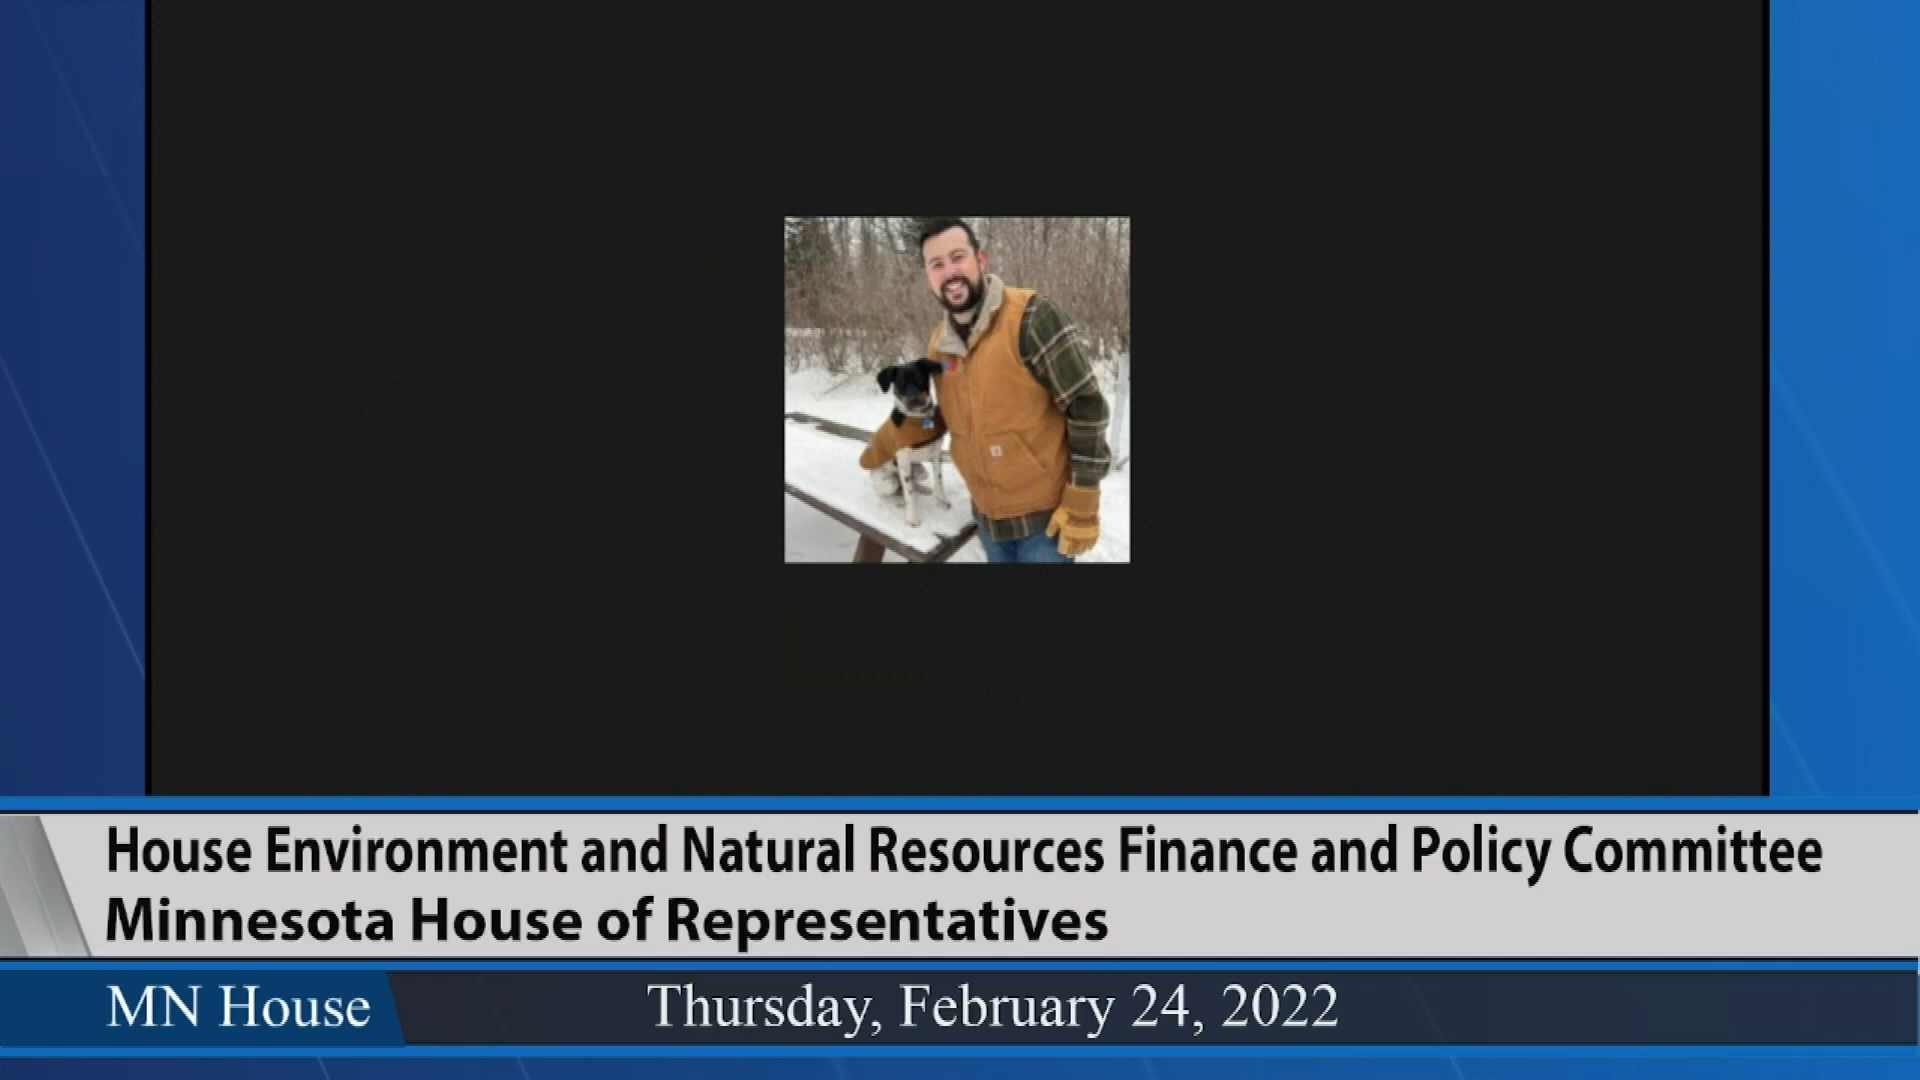 House Environment and Natural Resources Finance and Policy Committee
Minnesota House of Representatives
MN House
Thursday, February 24, 2022